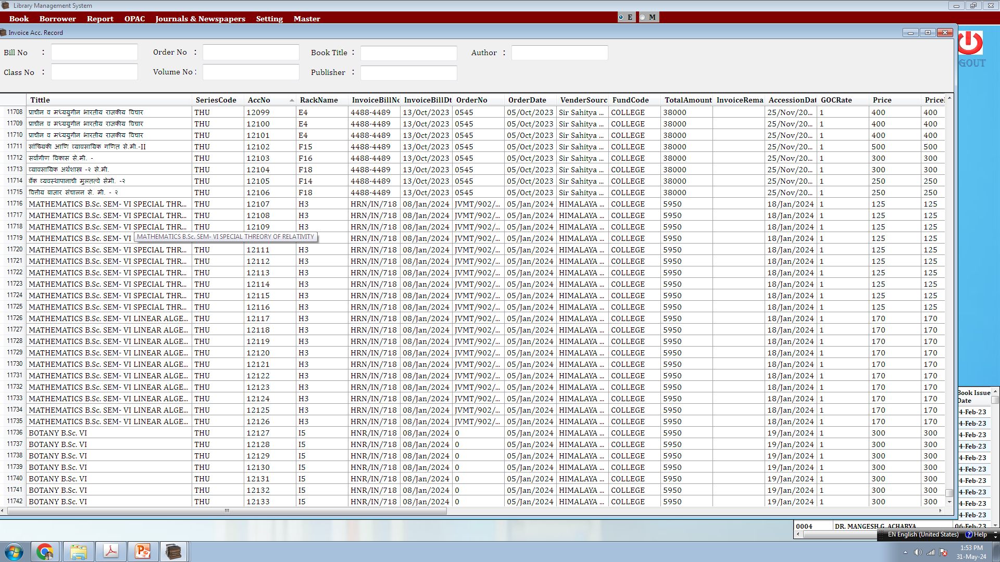 Library Management System
Book Borrower Report OPAC Journals & Newspapers Setting Master E M
Invoice Acc. Record
Bill No : Order No : Book Title : Author :
Class No : Volume No : Publisher :
GOUT
Tittle SeriesCode AccNo RackName InvoiceBillNo InvoiceBillDt OrderNo OrderDate VenderSourc FundCode TotalAmount InvoiceRema AccessionDat GOCRate Price Price
11708 प्राचीन व मध्ययुगीन भारतीय राजकीय विचार THU 12099 E4 4488-4489 13/Oct/2023 0545 05/Oct/2023 Sir Sahitya ... COLLEGE 38000 25/Nov/20... 1 400 400
11709 प्राचीन व मध्ययुगीन भारतीय राजकीय विचार THU 12100 E4 4488-4489 13/Oct/2023 0545 05/Oct/2023 Sir Sahitya ... COLLEGE 38000 25/Nov/20... 1 400 400
11710 प्राचीन व मध्ययुगीन भारतीय राजकीय विचार THU 12101 E4 4488-4489 13/Oct/2023 0545 05/Oct/2023 Sir Sahitya ... COLLEGE 38000 25/Nov/20... 1 400 400
11711 सांख्यिकी आणि व्यावसायिक गणित से.मी.-II THU 12102 F15 4488-4489 13/Oct/2023 0545 05/Oct/2023 Sir Sahitya ... COLLEGE 38000 25/Nov/20... 1 500 500
11712 सर्वांगीण विकास से.मी. - THU 12103 F16 4488-4489 13/Oct/2023 0545 05/Oct/2023 Sir Sahitya ... COLLEGE 38000 25/Nov/20... 1 300 300
11713 व्यावसायिक अर्थशास्त्र -२ से.मी. THU 12104 F18 4488-4489 13/Oct/2023 0545 05/Oct/2023 Sir Sahitya ... COLLEGE 38000 25/Nov/20... 1 300 300
11714 बँक व्यवस्थापानाची मुलतत्वे सेमी. -२ THU 12105 F14 4488-4489 13/Oct/2023 0545 05/Oct/2023 Sir Sahitya ... COLLEGE 38000 25/Nov/20... 1 250 250
11715 वित्तीय बाजार संचालन से. मी. - २ THU 12106 F18 4488-4489 13/Oct/2023 0545 05/Oct/2023 Sir Sahitya ... COLLEGE 38000 25/Nov/20... 1 250 250
11716 MATHEMATICS B.Sc. SEM- VI SPECIAL THR... THU 12107 H3 HRN/IN/718 08/Jan/2024 JVMT/902/... 05/Jan/2024 HIMALAYA ... COLLEGE 5950 18/Jan/2024 1 125 125
11717 MATHEMATICS B.Sc. SEM- VI SPECIAL THR... THU 12108 H3 HRN/IN/718 08/Jan/2024 JVMT/902/... 05/Jan/2024 HIMALAYA ... COLLEGE 5950 18/Jan/2024 1 125 125
11718 MATHEMATICS B.Sc. SEM- VI SPECIAL THR... THU 12109 H3 HRN/IN/718 08/Jan/2024 JVMT/902/... 05/Jan/2024 HIMALAYA ... COLLEGE 5950 18/Jan/2024 1 125 125
11719 MATHEMATICS B.Sc. SEM- VI MATHEMATICS B.Sc. SEM- VI SPECIAL THREORY OF RELATIVITY HRN/IN/718 08/Jan/2024 JVMT/902/... 05/Jan/2024 HIMALAYA ... COLLEGE 5950 18/Jan/2024 1 125 125
11720 MATHEMATICS B.Sc. SEM- VI SPECIAL THR... THU 12111 H3 HRN/IN/718 08/Jan/2024 JVMT/902/... 05/Jan/2024 HIMALAYA ... COLLEGE 5950 18/Jan/2024 1 125 125
11721 MATHEMATICS B.Sc. SEM- VI SPECIAL THR... THU 12112 H3 HRN/IN/718 08/Jan/2024 JVMT/902/... 05/Jan/2024 HIMALAYA ... COLLEGE 5950 18/Jan/2024 1 125 125
11722 MATHEMATICS B.Sc. SEM- VI SPECIAL THR... THU 12113 H3 HRN/IN/718 08/Jan/2024 JVMT/902/... 05/Jan/2024 HIMALAYA ... COLLEGE 5950 18/Jan/2024 1 125 125
11723 MATHEMATICS B.Sc. SEM- VI SPECIAL THR... THU 12114 H3 HRN/IN/718 08/Jan/2024 JVMT/902/... 05/Jan/2024 HIMALAYA ... COLLEGE 5950 18/Jan/2024 1 125 125
11724 MATHEMATICS B.Sc. SEM- VI SPECIAL THR... THU 12115 H3 HRN/IN/718 08/Jan/2024 JVMT/902/... 05/Jan/2024 HIMALAYA ... COLLEGE 5950 18/Jan/2024 1 125 125
11725 MATHEMATICS B.Sc. SEM- VI SPECIAL THR... THU 12116 H3 HRN/IN/718 08/Jan/2024 JVMT/902/... 05/Jan/2024 HIMALAYA ... COLLEGE 5950 18/Jan/2024 1 125 125
11726 MATHEMATICS B.Sc. SEM- VI LINEAR ALGE... THU 12117 H3 HRN/IN/718 08/Jan/2024 JVMT/902/... 05/Jan/2024 HIMALAYA ... COLLEGE 5950 18/Jan/2024 1 170 170
11727 MATHEMATICS B.Sc. SEM- VI LINEAR ALGE... THU 12118 H3 HRN/IN/718 08/Jan/2024 JVMT/902/... 05/Jan/2024 HIMALAYA ... COLLEGE 5950 18/Jan/2024 1 170 170
11728 MATHEMATICS B.Sc. SEM- VI LINEAR ALGE... THU 12119 H3 HRN/IN/718 08/Jan/2024 JVMT/902/... 05/Jan/2024 HIMALAYA ... COLLEGE 5950 18/Jan/2024 1 170 170
11729 MATHEMATICS B.Sc. SEM- VI LINEAR ALGE... THU 12120 H3 HRN/IN/718 08/Jan/2024 JVMT/902/... 05/Jan/2024 HIMALAYA ... COLLEGE 5950 18/Jan/2024 1 170 170
11730 MATHEMATICS B.Sc. SEM- VI LINEAR ALGE... THU 12121 H3 HRN/IN/718 08/Jan/2024 JVMT/902/... 05/Jan/2024 HIMALAYA ... COLLEGE 5950 18/Jan/2024 1 170 170
11731 MATHEMATICS B.Sc. SEM- VI LINEAR ALGE... THU 12122 H3 HRN/IN/718 08/Jan/2024 JVMT/902/... 05/Jan/2024 HIMALAYA ... COLLEGE 5950 18/Jan/2024 1 170 170
11732 MATHEMATICS B.Sc. SEM- VI LINEAR ALGE... THU 12123 H3 HRN/IN/718 08/Jan/2024 JVMT/902/... 05/Jan/2024 HIMALAYA ... COLLEGE 5950 18/Jan/2024 1 170 170
11733 MATHEMATICS B.Sc. SEM- VI LINEAR ALGE... THU 12124 H3 HRN/IN/718 08/Jan/2024 JVMT/902/... 05/Jan/2024 HIMALAYA ... COLLEGE 5950 18/Jan/2024 1 170 170
11734 MATHEMATICS B.Sc. SEM- VI LINEAR ALGE... THU 12125 H3 HRN/IN/718 08/Jan/2024 JVMT/902/... 05/Jan/2024 HIMALAYA ... COLLEGE 5950 18/Jan/2024 1 170 170
11735 MATHEMATICS B.Sc. SEM- VI LINEAR ALGE... THU 12126 H3 HRN/IN/718 08/Jan/2024 JVMT/902/... 05/Jan/2024 HIMALAYA ... COLLEGE 5950 18/Jan/2024 1 170 170
11736 BOTANY B.Sc. VI THU 12127 I5 HNR/IN/718 08/Jan/2024 0 05/Jan/2024 HIMALAYA ... COLLEGE 5950 19/Jan/2024 1 300 300
11737 BOTANY B.Sc. VI THU 12128 I5 HNR/IN/718 08/Jan/2024 0 05/Jan/2024 HIMALAYA ... COLLEGE 5950 19/Jan/2024 1 300 300
11738 BOTANY B.Sc. VI THU 12129 I5 HNR/IN/718 08/Jan/2024 0 05/Jan/2024 HIMALAYA ... COLLEGE 5950 19/Jan/2024 1 300 300
11739 BOTANY B.Sc. VI THU 12130 I5 HNR/IN/718 08/Jan/2024 0 05/Jan/2024 HIMALAYA ... COLLEGE 5950 19/Jan/2024 1 300 300
11740 BOTANY B.Sc. VI THU 12131 I5 HNR/IN/718 08/Jan/2024 0 05/Jan/2024 HIMALAYA ... COLLEGE 5950 19/Jan/2024 1 300 300
11741 BOTANY B.Sc. VI THU 12132 I5 HNR/IN/718 08/Jan/2024 0 05/Jan/2024 HIMALAYA ... COLLEGE 5950 19/Jan/2024 1 300 300
11742 BOTANY B.Sc. VI THU 12133 I5 HNR/IN/718 08/Jan/2024 0 05/Jan/2024 HIMALAYA ... COLLEGE 5950 19/Jan/2024 1 300 300
Book Issue
Date
4-Feb-23
4-Feb-23
4-Feb-23
4-Feb-23
4-Feb-23
4-Feb-23
4-Feb-23
4-Feb-23
4-Feb-23
4-Feb-23
0004 DR. MANGESH G. ACHARYA 06-Feb-23
EN English (United States) Help
1:53 PM
31-May-24